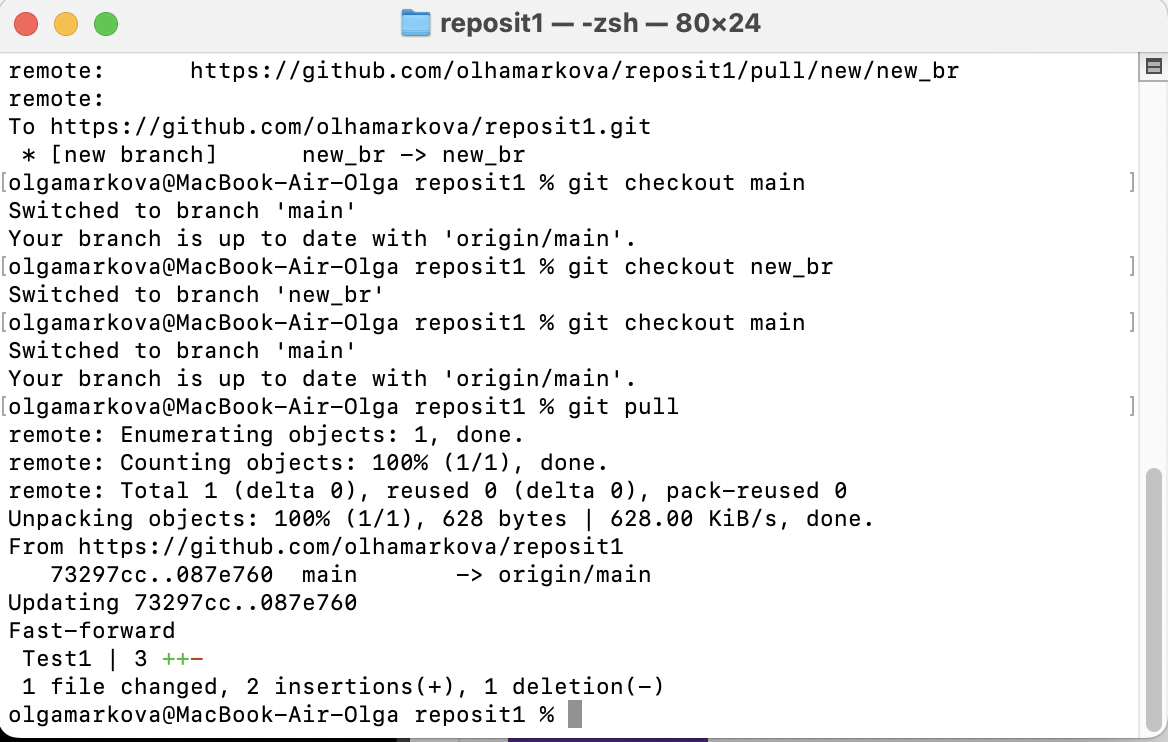 reposit1 — -zsh — 80×24
remote:      https://github.com/olhamarkova/reposit1/pull/new/new_br
remote:
To https://github.com/olhamarkova/reposit1.git
 * [new branch]      new_br -> new_br
[olgamarkova@MacBook-Air-Olga reposit1 % git checkout main ]
Switched to branch 'main'
Your branch is up to date with 'origin/main'.
[olgamarkova@MacBook-Air-Olga reposit1 % git checkout new_br ]
Switched to branch 'new_br'
[olgamarkova@MacBook-Air-Olga reposit1 % git checkout main ]
Switched to branch 'main'
Your branch is up to date with 'origin/main'.
[olgamarkova@MacBook-Air-Olga reposit1 % git pull ]
remote: Enumerating objects: 1, done.
remote: Counting objects: 100% (1/1), done.
remote: Total 1 (delta 0), reused 0 (delta 0), pack-reused 0
Unpacking objects: 100% (1/1), 628 bytes | 628.00 KiB/s, done.
From https://github.com/olhamarkova/reposit1
   73297cc..087e760  main       -> origin/main
Updating 73297cc..087e760
Fast-forward
 Test1 | 3 ++-
 1 file changed, 2 insertions(+), 1 deletion(-)
olgamarkova@MacBook-Air-Olga reposit1 %